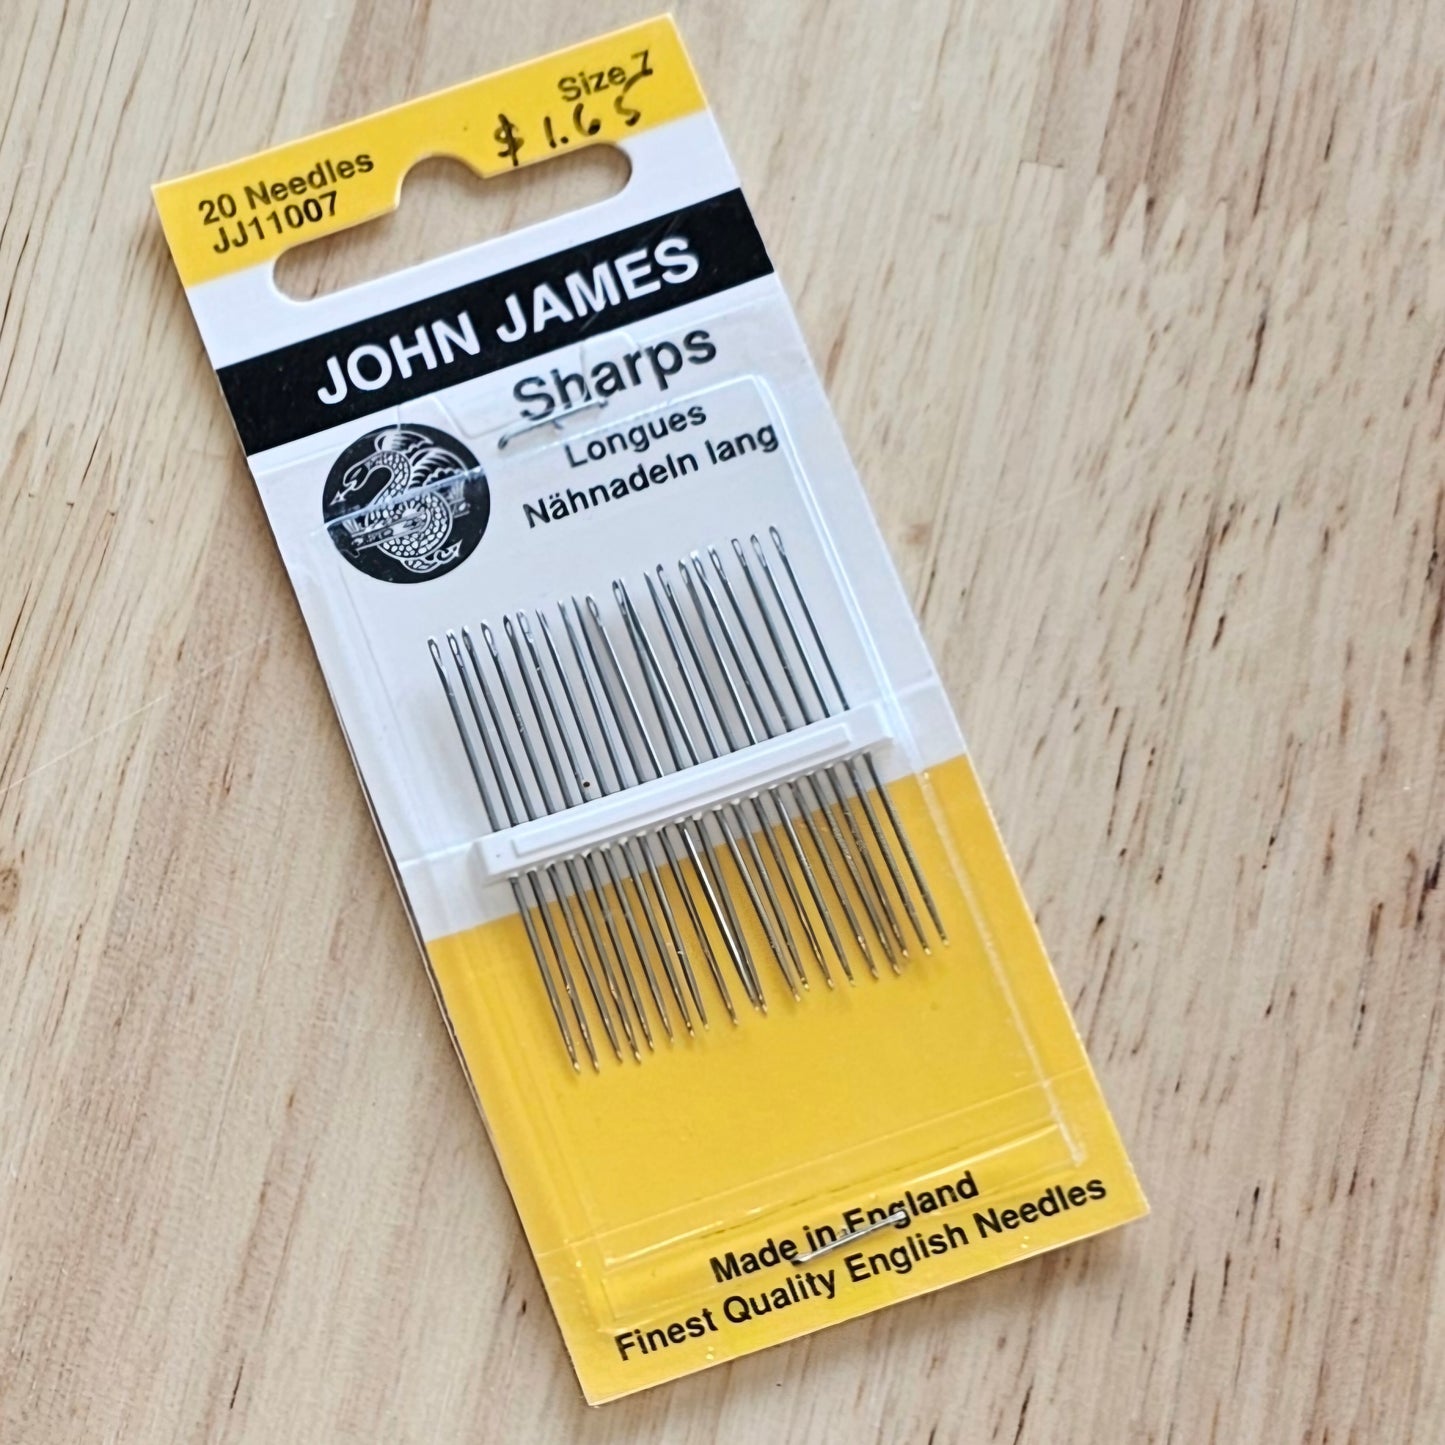 20 Needles
JJ11007
Size 7
$ 1.65
JOHN JAMES
Sharps
Longues
Nähnadeln lang
Made in England
Finest Quality English Needles